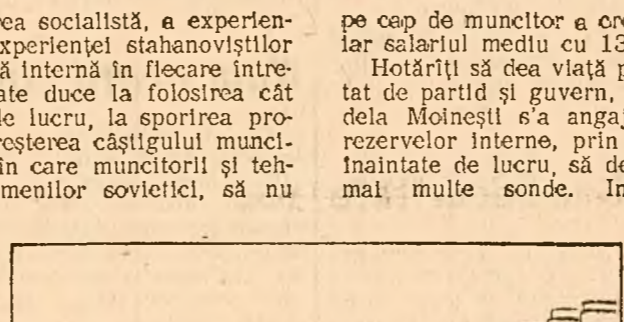 ea socialistă, a experien-
xperienţei stahanoviştilor
ă internă în fiecare între-
ate duce la folosirea cât
e lucru, la sporirea pro-
reşterea câştigului munci-
în care muncitorii şi teh-
menilor sovietici, să nu
pe cap de muncitor a cre
iar salariul mediu cu 13
Hotărîţi să dea viaţă p
tat de partid şi guvern,
dela Moineşti s'a angaj
rezervelor interne, prin
înaintate de lucru, să de
mai multe sonde. In